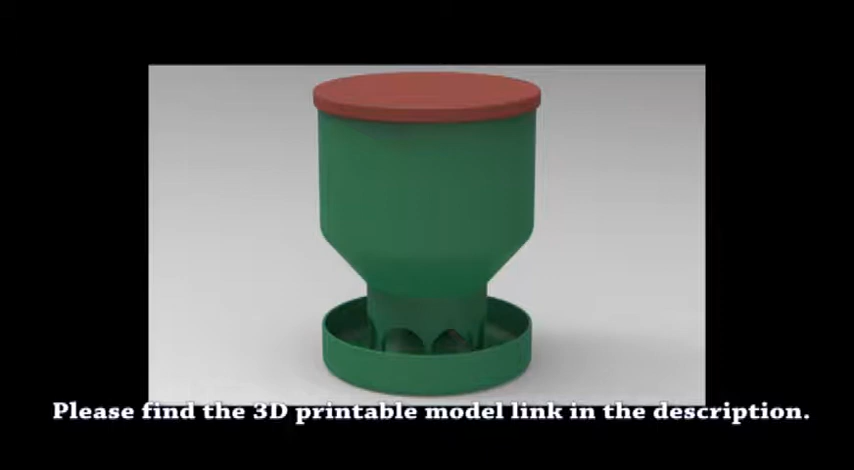 Please find the 3D printable model link in the description.